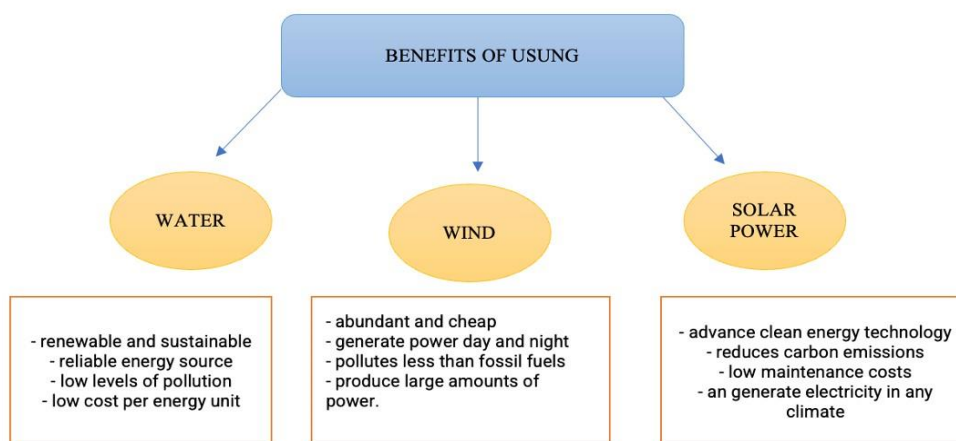 BENEFITS OF USUNG
WATER
WIND
SOLAR
POWER
- renewable and sustainable
- reliable energy source
- low levels of pollution
- low cost per energy unit
- abundant and cheap
- generate power day and night
- pollutes less than fossil fuels
- produce large amounts of
power.
- advance clean energy technology
- reduces carbon emissions
- low maintenance costs
- an generate electricity in any
climate